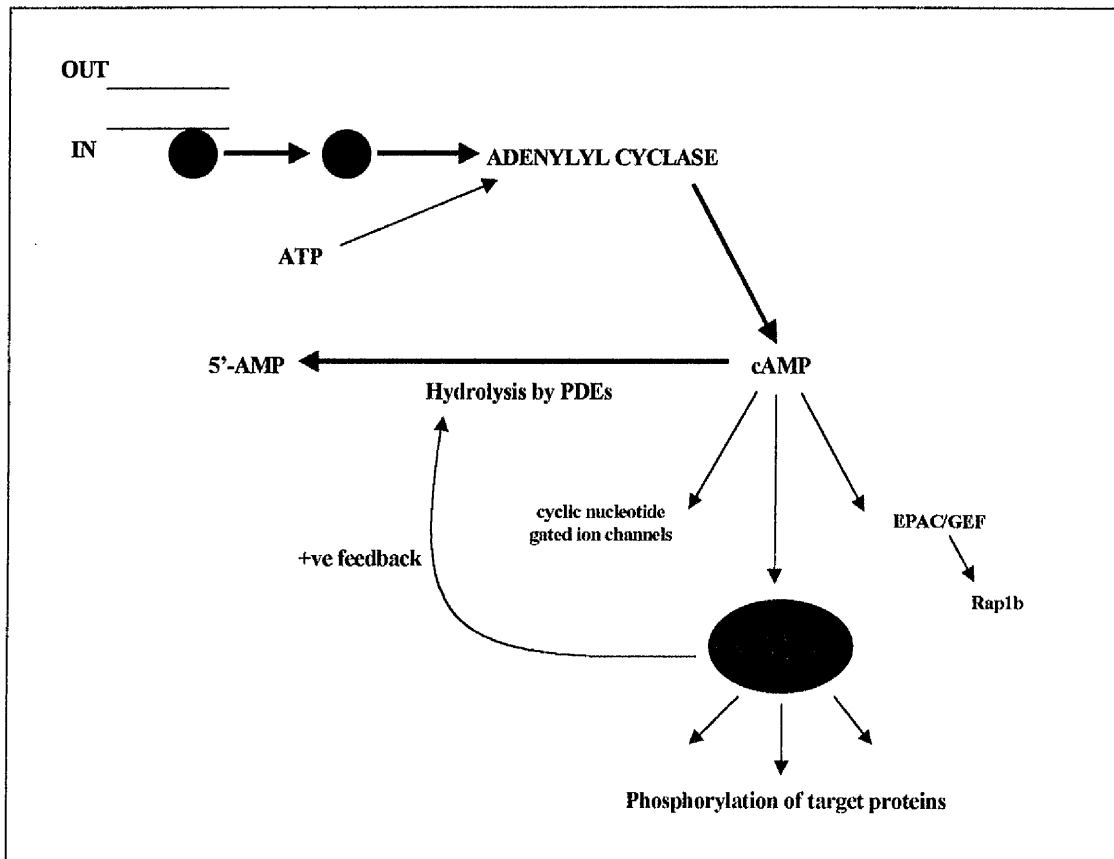 OUT
IN
ADENYLYL CYCLASE
ATP
5'-AMP
cAMP
Hydrolysis by PDEs
cyclic nucleotide
gated ion channels
EPAC/GEF
+ve feedback
Rap1b
Phosphorylation of target proteins